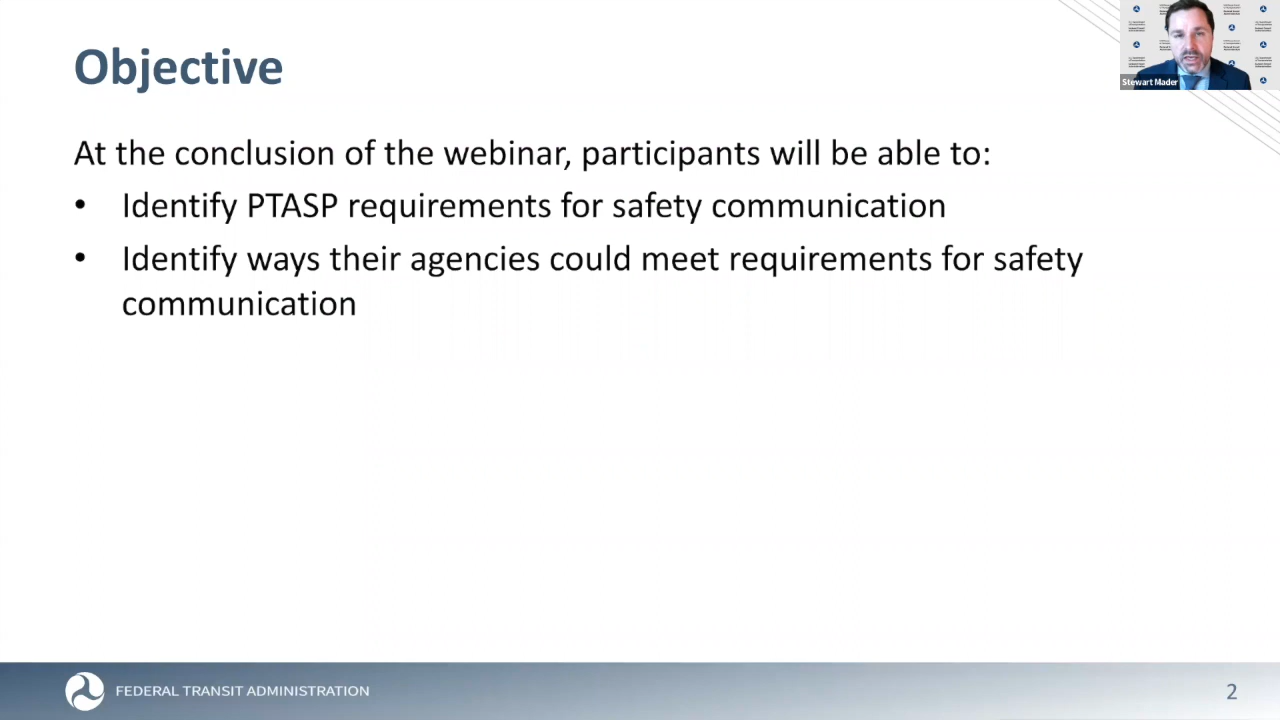 Objective
Stewart Mader
At the conclusion of the webinar, participants will be able to:
• Identify PTASP requirements for safety communication
• Identify ways their agencies could meet requirements for safety
communication
FEDERAL TRANSIT ADMINISTRATION
2